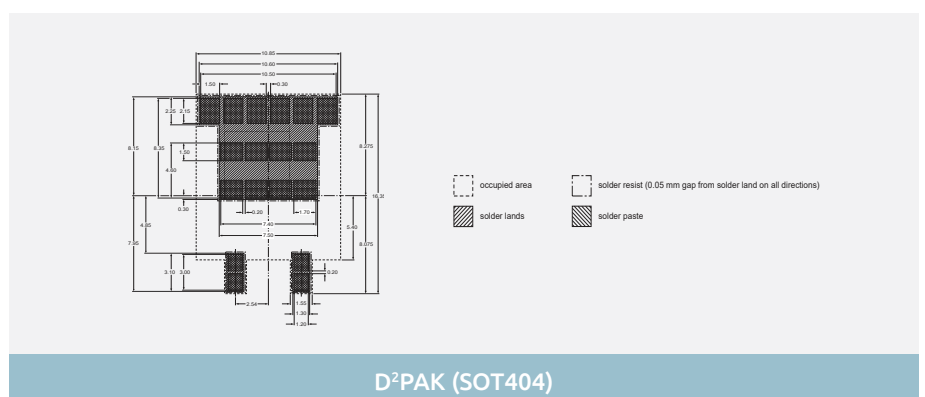 10.85
10.60
10.50
1.50 0.30
2.25 2.15
8.15 8.35 1.50 8.275
4.60 16.35
0.30 0.20 1.70
4.85 7.40 5.40
7.50
7.95 8.075
3.10 3.00 0.20
2.54 1.55
1.30
1.20
occupied area solder resist (0.05 mm gap from solder land on all directions)
solder lands solder paste
D²PAK (SOT404)